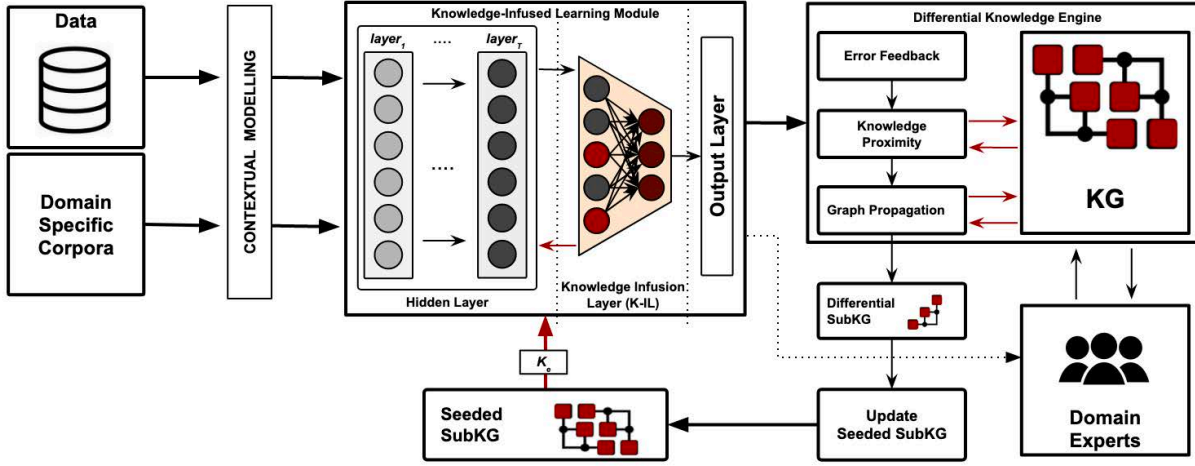 Data
Domain
Specific
Corpora
CONTEXTUAL MODELLING
Knowledge-Infused Learning Module
layer1 .... layerT
....
Hidden Layer
Knowledge Infusion
Layer (K-IL)
Output Layer
Differential Knowledge Engine
Error Feedback
Knowledge
Proximity
Graph Propagation
KG
Differential
SubKG
Ke
Seeded
SubKG
Update
Seeded SubKG
Domain
Experts